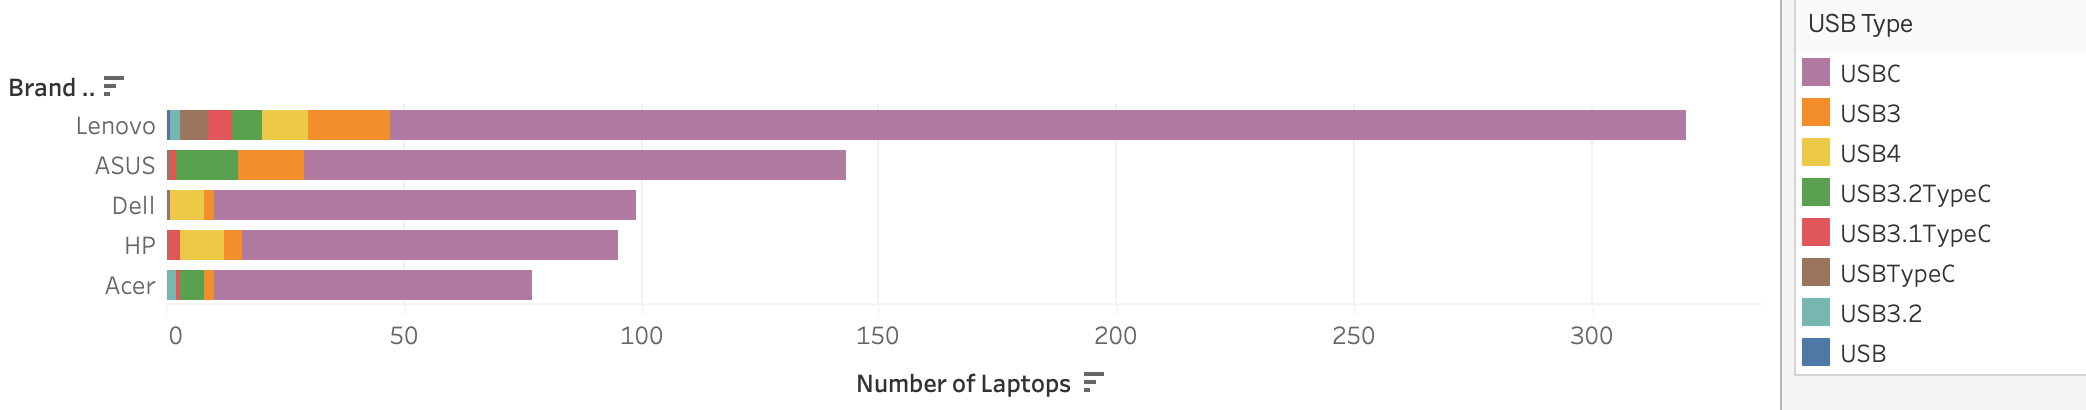 USB Type
USBC
USB3
USB4
USB3.2TypeC
USB3.1TypeC
USBTypeC
USB3.2
USB
Brand ..
Lenovo
ASUS
Dell
HP
Acer
0 50 100 150 200 250 300
Number of Laptops